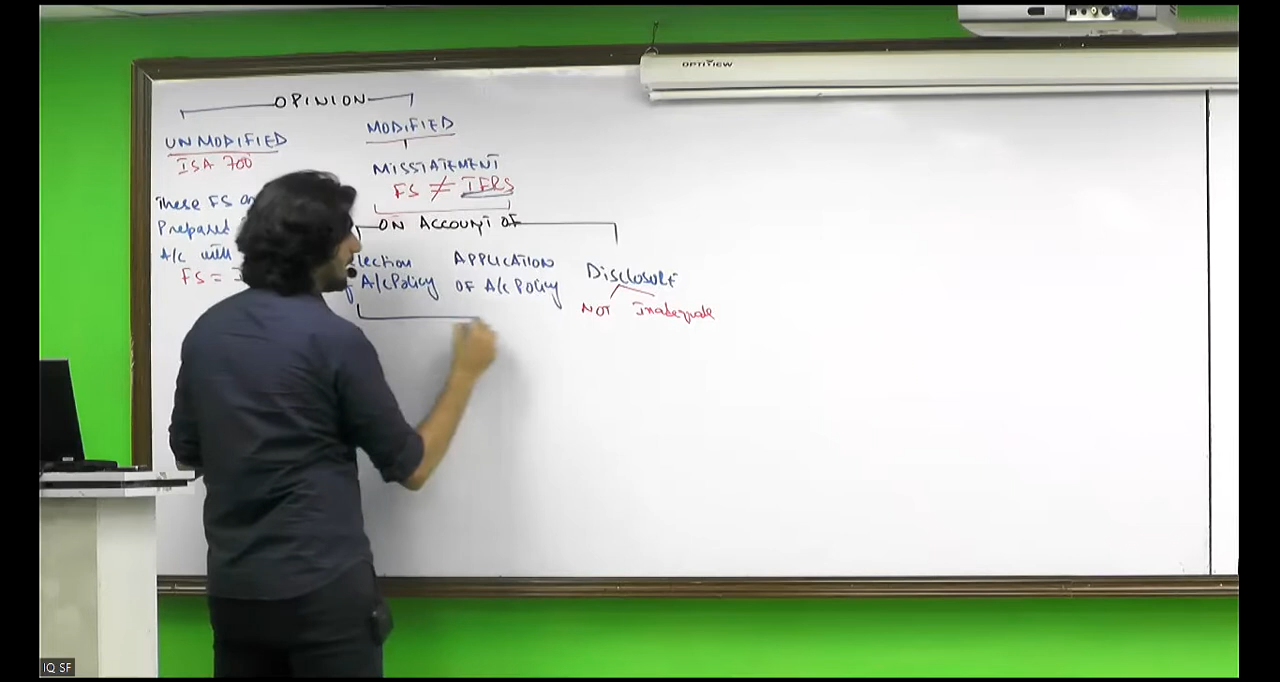 OPTIVIEW
OPINION
UNMODIFIED
ISA 700
These FS
Prepared
A/c with
FS =
MODIFIED
MISSTATEMENT
FS ≠ IFRS
ON ACCOUNT OF
lection
A/c Policy
APPLICATION
OF A/c Policy
DiscLosuRE
NOT Inadequate
IQ SF